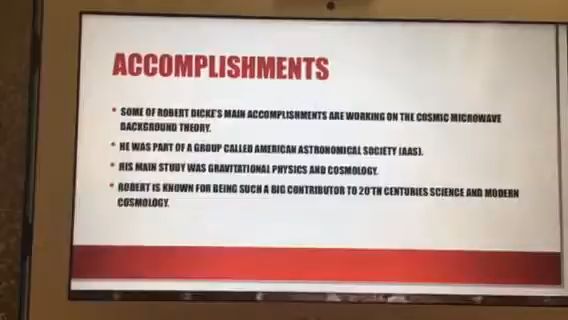 ACCOMPLISHMENTS
• SOME OF ROBERT DICKE'S MAIN ACCOMPLISHMENTS ARE WORKING ON THE COSMIC MICROWAVE
BACKGROUND THEORY.
• HE WAS PART OF A GROUP CALLED AMERICAN ASTRONOMICAL SOCIETY (AAS).
• HIS MAIN STUDY WAS GRAVITATIONAL PHYSICS AND COSMOLOGY.
• ROBERT IS KNOWN FOR BEING SUCH A BIG CONTRIBUTOR TO 20'TH CENTURIES SCIENCE AND MODERN
COSMOLOGY.